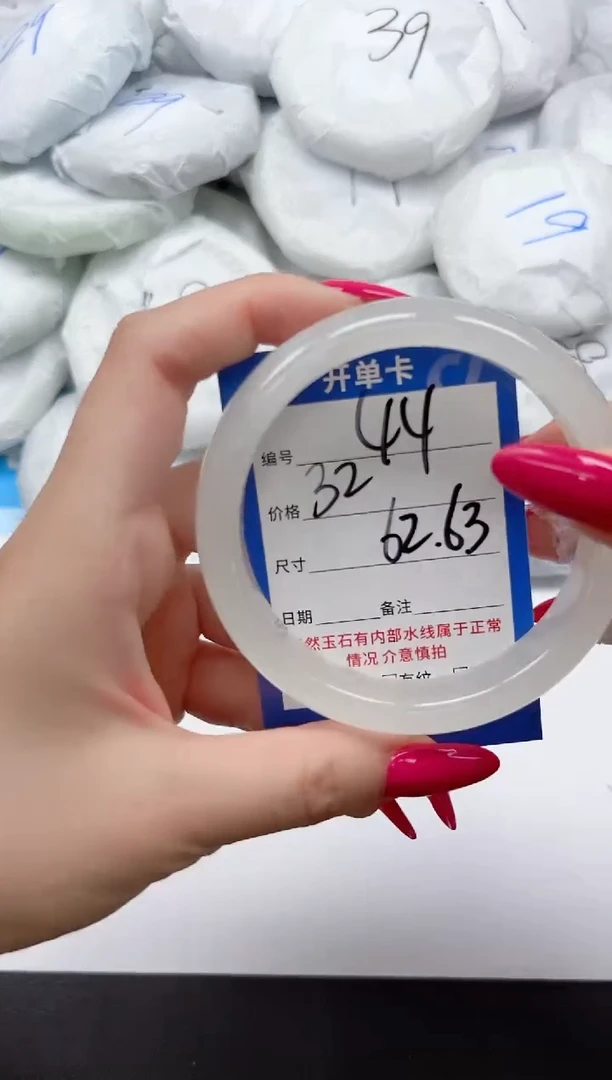 39
19
开单卡
编号 44
价格 32
62.63
尺寸
日期 备注
然玉石有内部水线属于正常
情况 介意慎拍